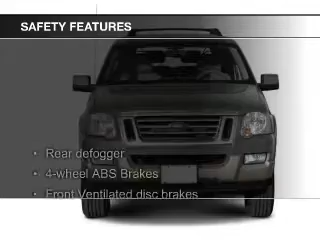 SAFETY FEATURES
• Rear defogger
• 4-wheel ABS Brakes
• Front Ventilated disc brakes